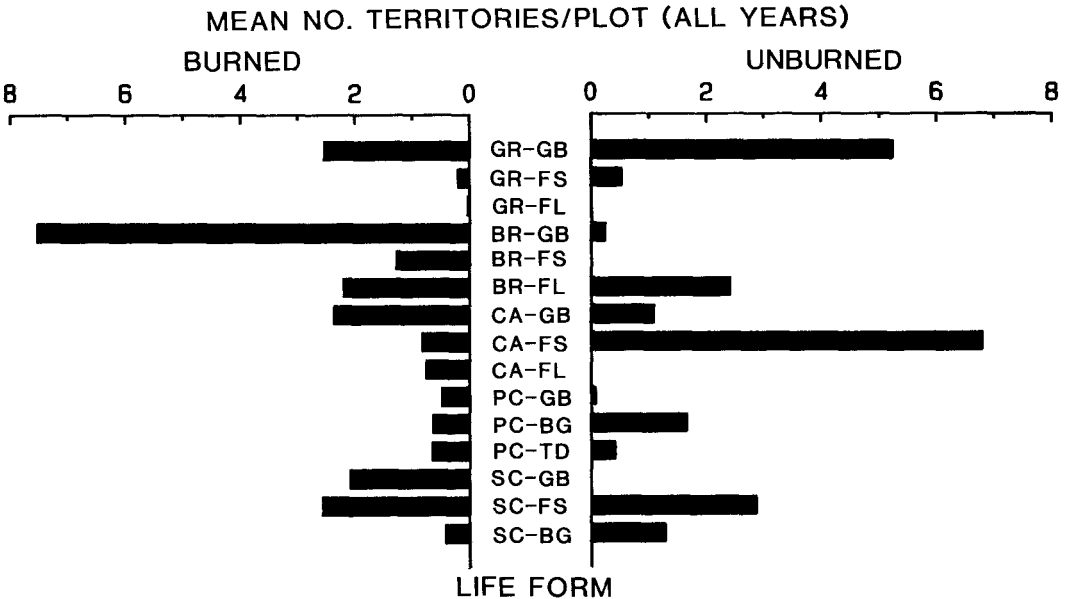 MEAN NO. TERRITORIES/PLOT (ALL YEARS)
BURNED UNBURNED
8 6 4 2 0 0 2 4 6 8
GR-GB
GR-FS
GR-FL
BR-GB
BR-FS
BR-FL
CA-GB
CA-FS
CA-FL
PC-GB
PC-BG
PC-TD
SC-GB
SC-FS
SC-BG
LIFE FORM